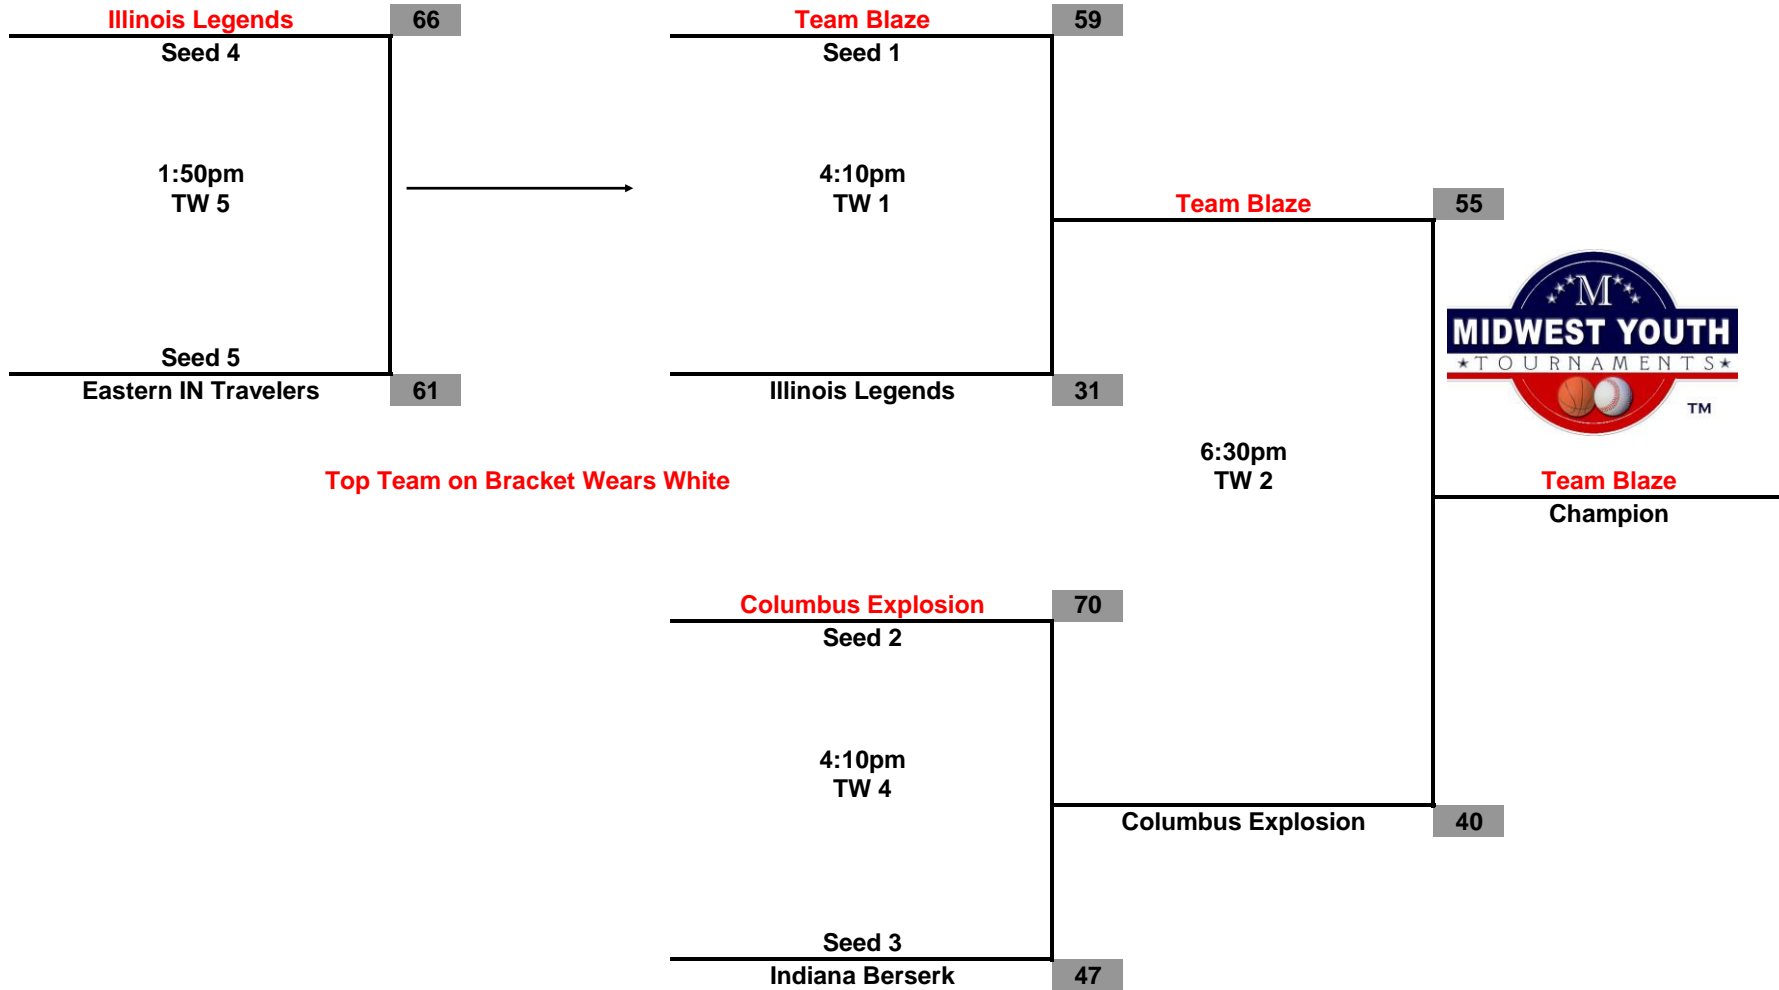 Illinois Legends 66
Seed 4
1:50pm
TW 5
Seed 5
Eastern IN Travelers 61
Team Blaze 59
Seed 1
4:10pm
TW 1
Illinois Legends 31
Top Team on Bracket Wears White
Columbus Explosion 70
Seed 2
4:10pm
TW 4
Seed 3
Indiana Berserk 47
Team Blaze 55
6:30pm
TW 2
Columbus Explosion 40
M
MIDWEST YOUTH
TOURNAMENTS
TM
Team Blaze
Champion